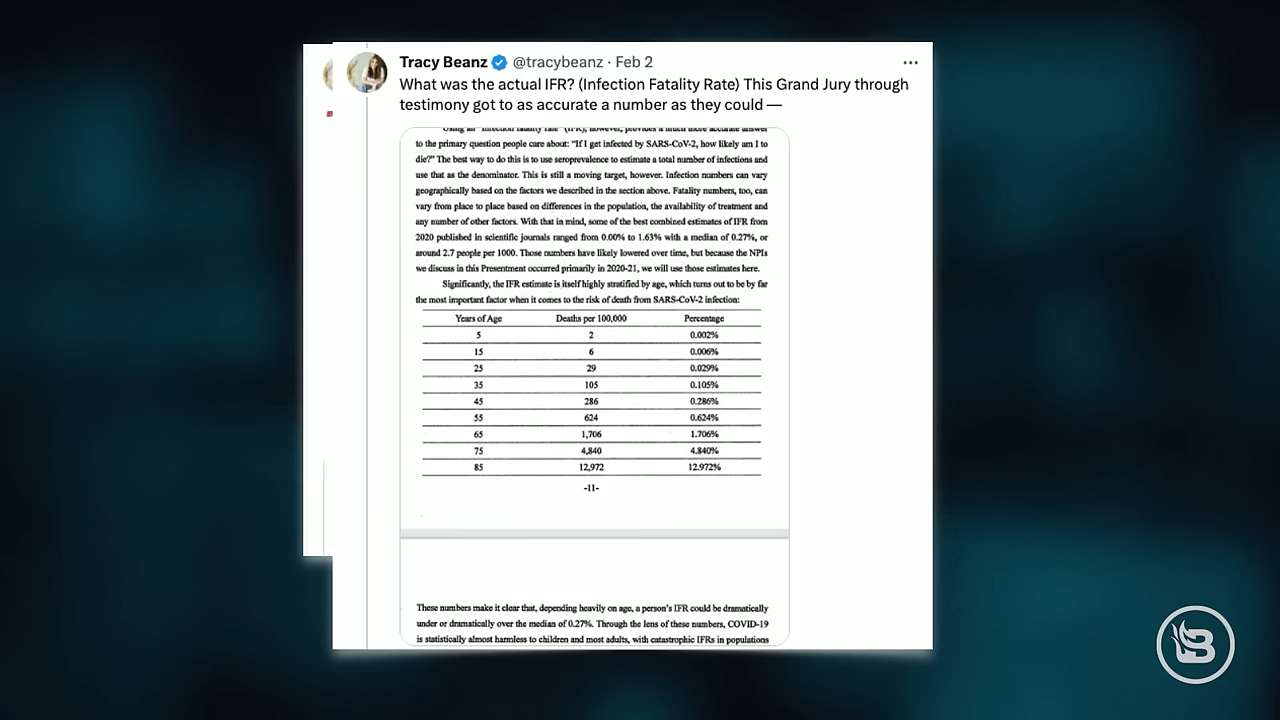 Tracy Beanz @tracybeanz · Feb 2
What was the actual IFR? (Infection Fatality Rate) This Grand Jury through
testimony got to as accurate a number as they could —
Using an "infection fatality rate" (IFR), however, provides a much more accurate answer
to the primary question people care about: "If I get infected by SARS-CoV-2, how likely am I to
die?" The best way to do this is to use seroprevalence to estimate a total number of infections and
use that as the denominator. This is still a moving target, however. Infection numbers can vary
geographically based on the factors we described in the section above. Fatality numbers, too, can
vary from place to place based on differences in the population, the availability of treatment and
any number of other factors. With that in mind, some of the best combined estimates of IFR from
2020 published in scientific journals ranged from 0.00% to 1.63% with a median of 0.27%, or
around 2.7 people per 1000. Those numbers have likely lowered over time, but because the NPIs
we discuss in this Presentment occurred primarily in 2020-21, we will use those estimates here.
Significantly, the IFR estimate is itself highly stratified by age, which turns out to be by far
the most important factor when it comes to the risk of death from SARS-CoV-2 infection:
Years of Age Deaths per 100,000 Percentage
5 2 0.002%
15 6 0.006%
25 29 0.029%
35 105 0.105%
45 286 0.286%
55 624 0.624%
65 1,706 1.706%
75 4,840 4.840%
85 12,972 12.972%
-11-
These numbers make it clear that, depending heavily on age, a person's IFR could be dramatically
under or dramatically over the median of 0.27%. Through the lens of these numbers, COVID-19
is statistically almost harmless to children and most adults, with catastrophic IFRs in populations
B